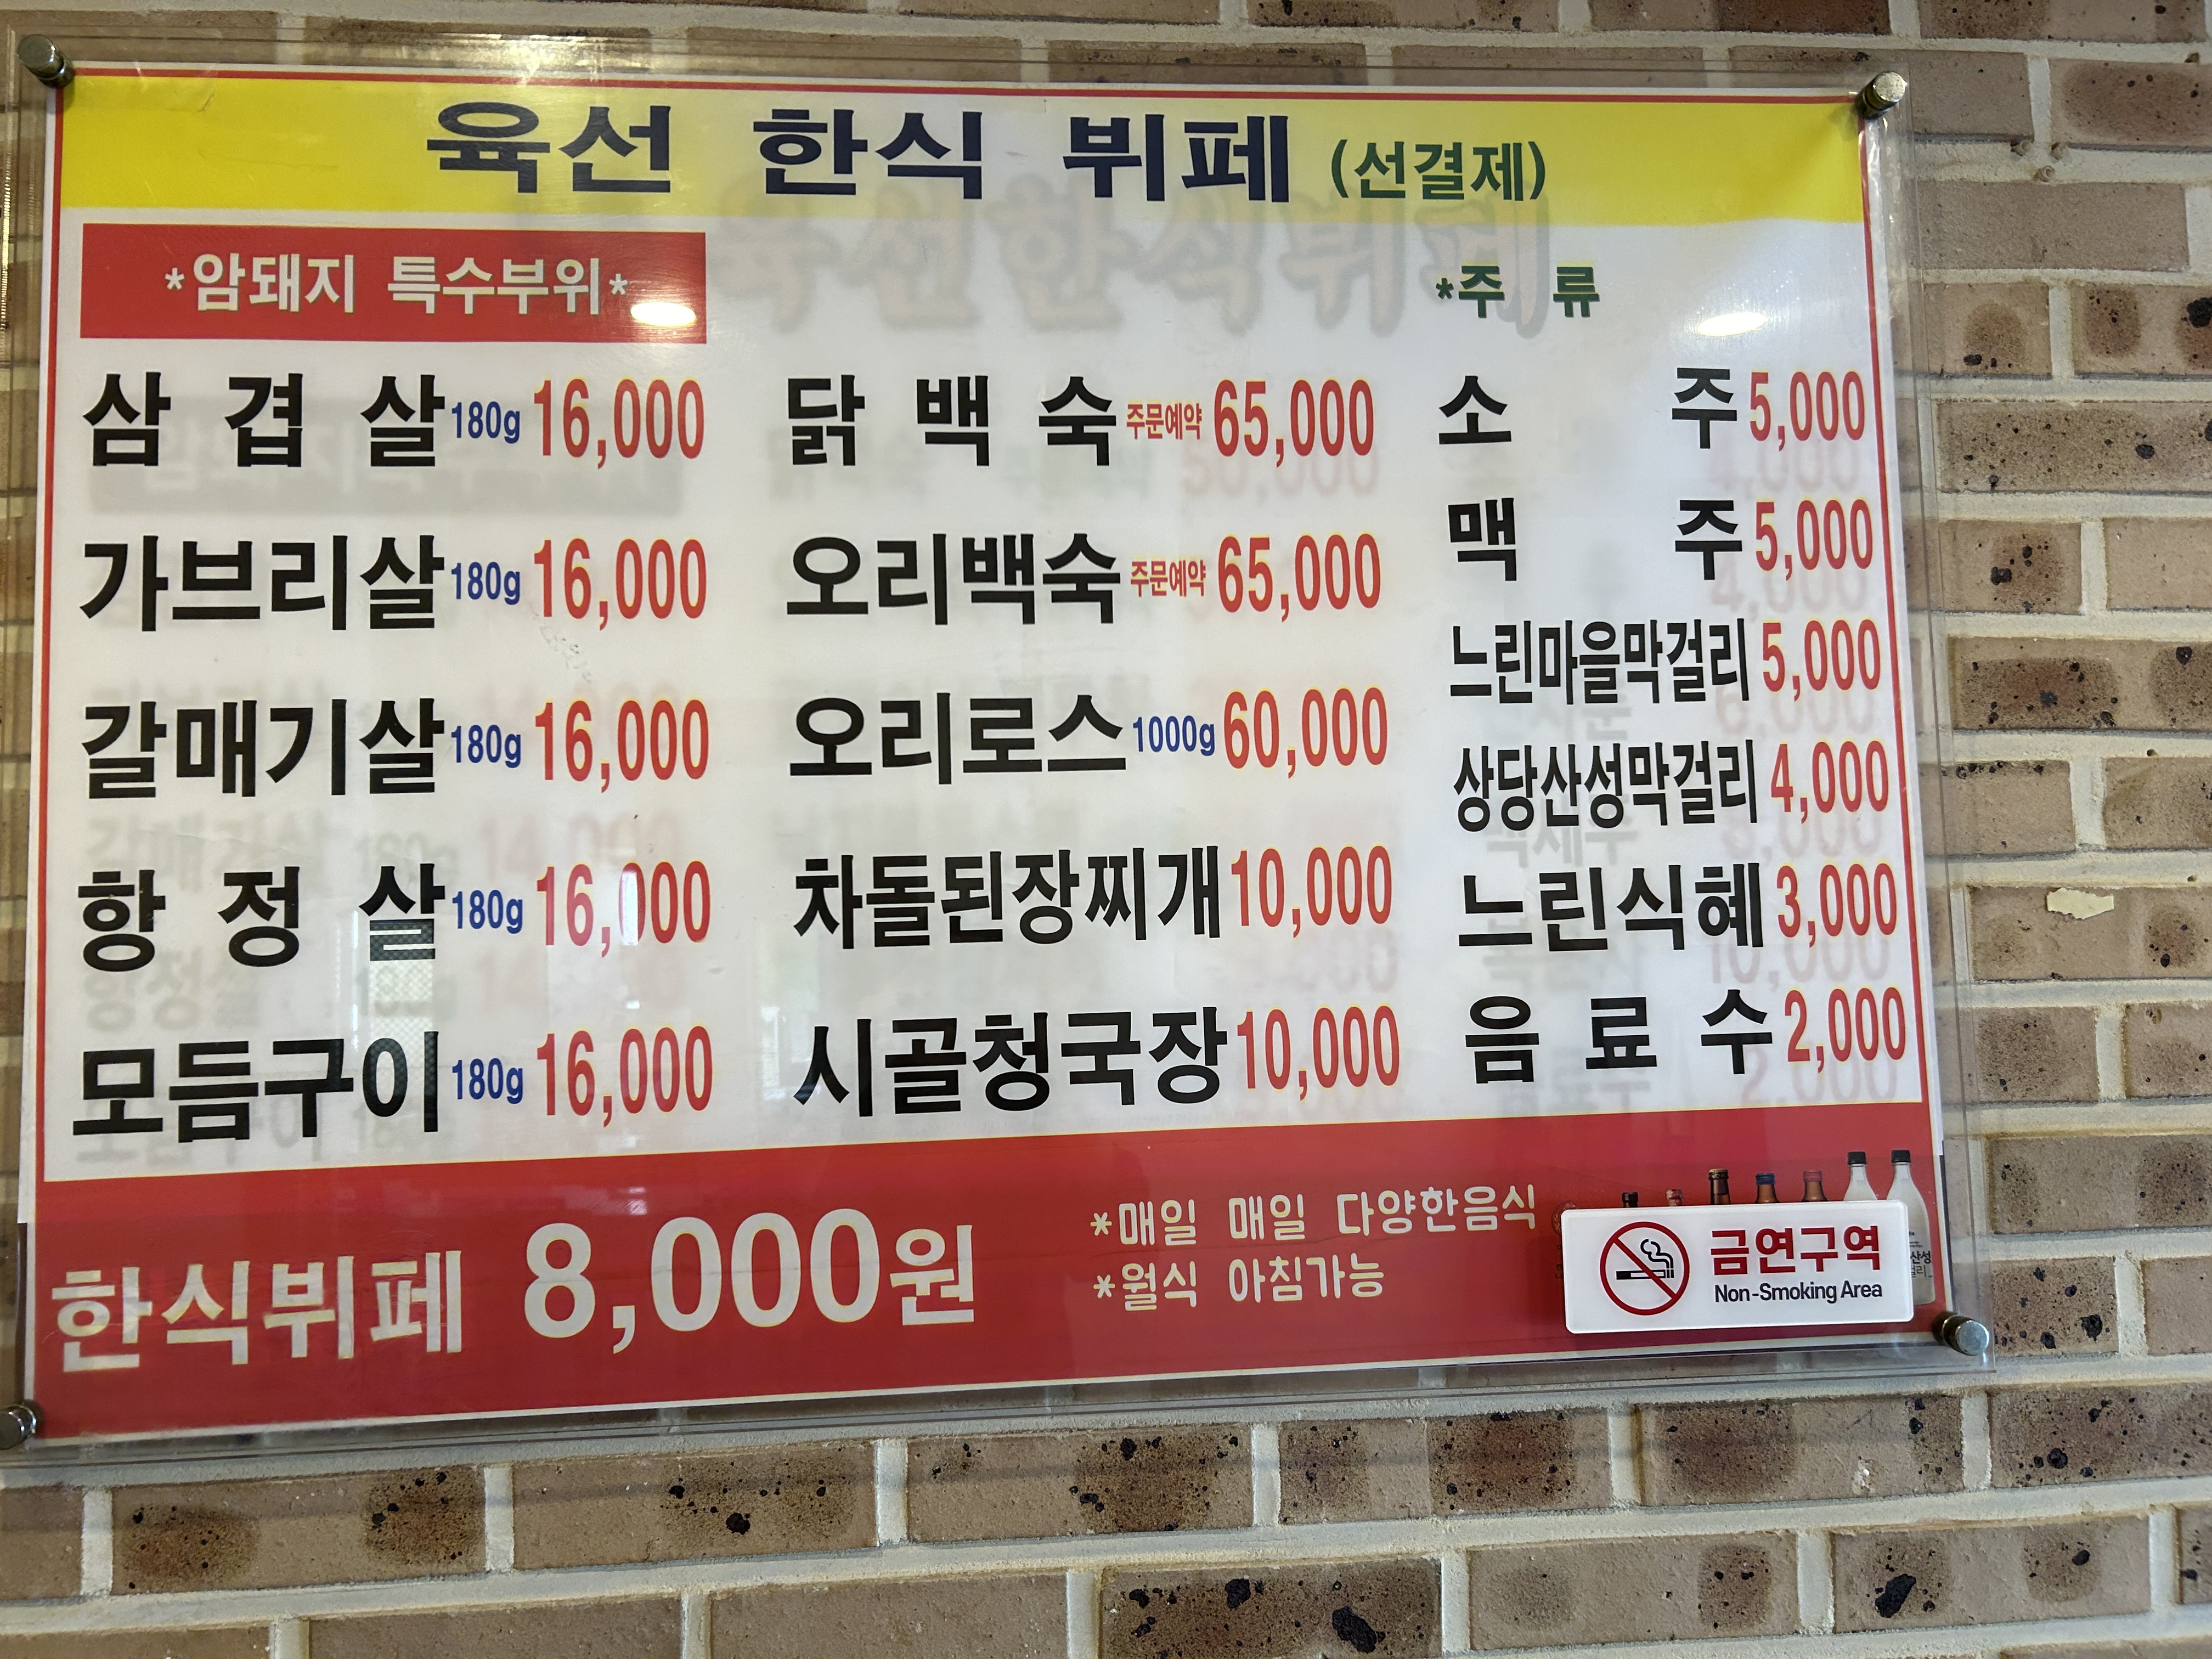 육선 한식 뷔페 (선결제)
*암돼지 특수부위*
삼겹살 180g 16,000
가브리살 180g 16,000
갈매기살 180g 16,000
항정살 180g 16,000
모듬구이 180g 16,000
닭백숙 주문예약 65,000
오리백숙 주문예약 65,000
오리로스 1000g 60,000
차돌된장찌개 10,000
시골청국장 10,000
*주류
소주 5,000
맥주 5,000
느린마을막걸리 5,000
상당산성막걸리 4,000
느린식혜 3,000
음료수 2,000
한식뷔페 8,000원
*매일 매일 다양한음식
*월식 아침가능
금연구역
Non-Smoking Area